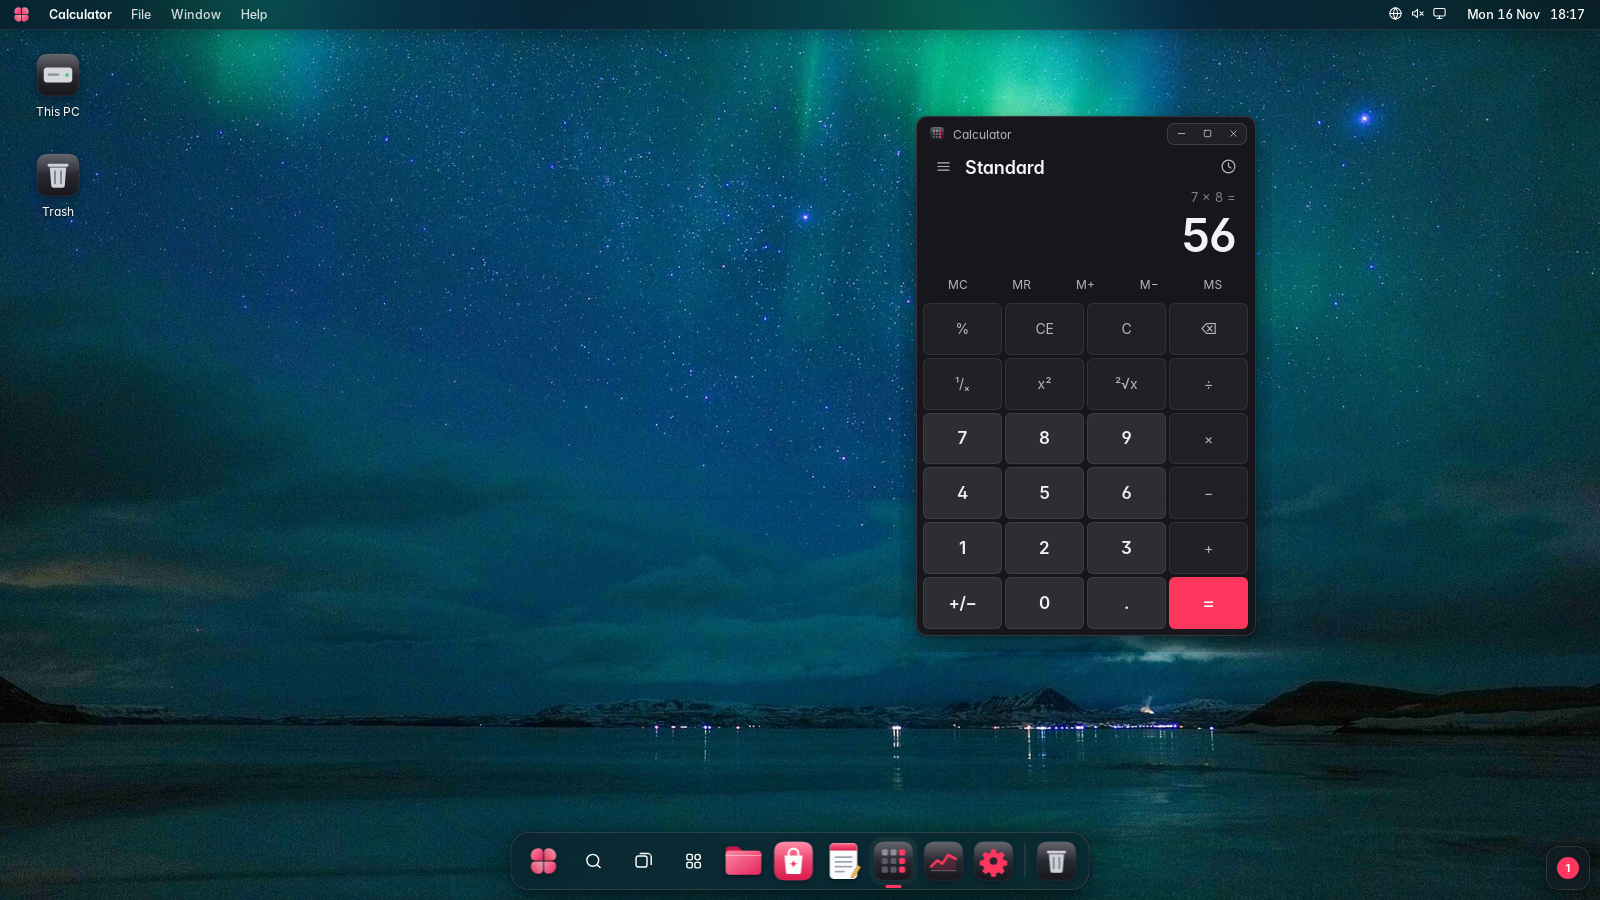 Calculator File Window Help
Mon 16 Nov 18:17
This PC
Trash
Calculator
Standard
7 × 8 =
56
MC MR M+ M− MS
% CE C
¹/ₓ x² ²√x ÷
7 8 9 ×
4 5 6 −
1 2 3 +
+/− 0 . =
1